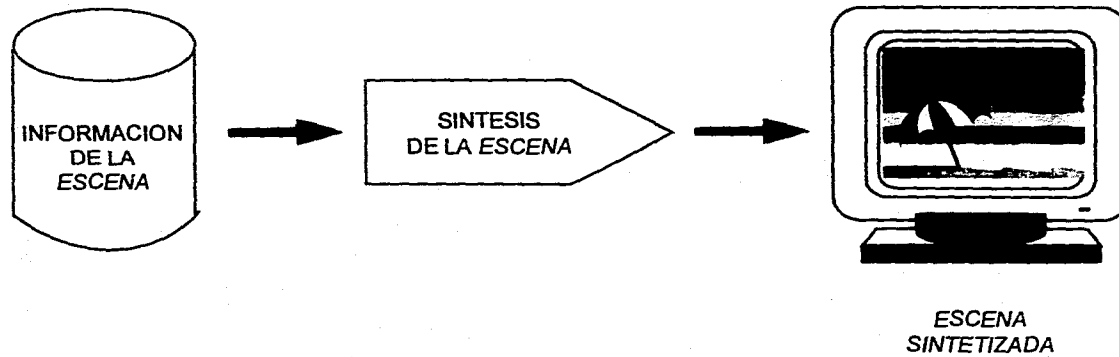 INFORMACION
DE LA
ESCENA
SINTESIS
DE LA ESCENA
ESCENA
SINTETIZADA